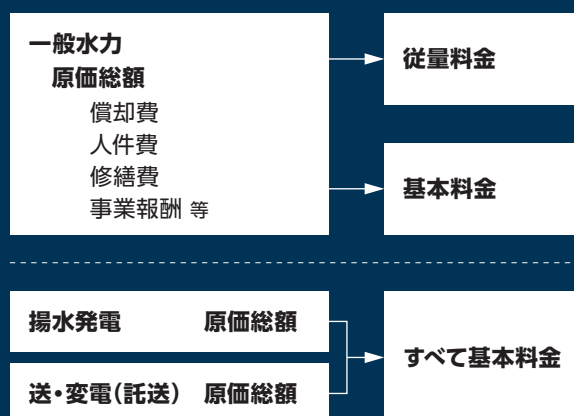 一般水力
原価総額
償却費
人件費
修繕費
事業報酬 等
従量料金
基本料金
揚水発電 原価総額
送・変電(託送) 原価総額
すべて基本料金